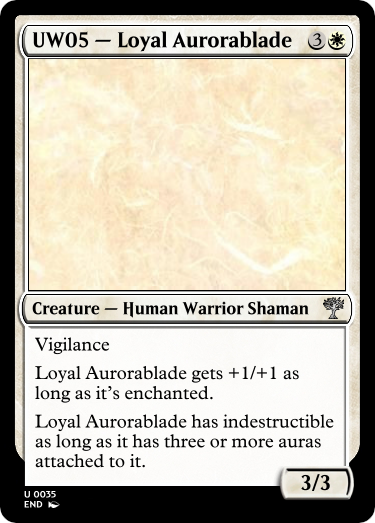 UW05 — Loyal Aurorablade 3
Creature — Human Warrior Shaman
Vigilance
Loyal Aurorablade gets +1/+1 as
long as it's enchanted.
Loyal Aurorablade has indestructible
as long as it has three or more auras
attached to it.
3/3
U 0035
END